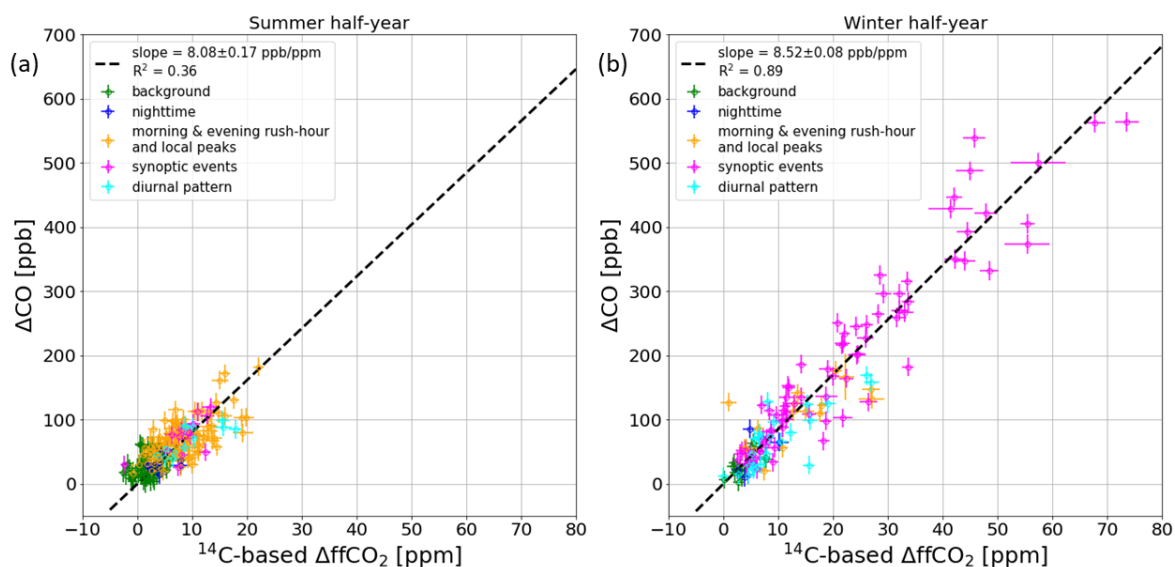 Summer half-year
(a)
slope = 8.08±0.17 ppb/ppm
R² = 0.36
background
nighttime
morning & evening rush-hour
and local peaks
synoptic events
diurnal pattern
700
600
500
400
300
200
100
0
ΔCO [ppb]
−10 0 10 20 30 40 50 60 70 80
¹⁴C-based ΔffCO₂ [ppm]
Winter half-year
(b)
slope = 8.52±0.08 ppb/ppm
R² = 0.89
background
nighttime
morning & evening rush-hour
and local peaks
synoptic events
diurnal pattern
700
600
500
400
300
200
100
0
ΔCO [ppb]
−10 0 10 20 30 40 50 60 70 80
¹⁴C-based ΔffCO₂ [ppm]